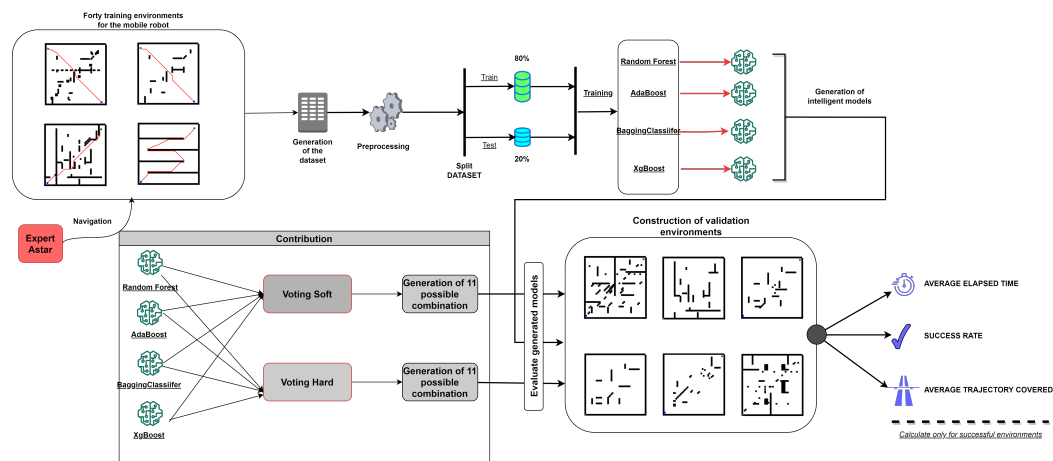 Forty training environments
for the mobile robot
Generation
of the
dataset
Preprocessing
Split
DATASET
Train
80%
Test
20%
Training
Random Forest
AdaBoost
BaggingClassiifer
XgBoost
Generation of
intelligent models
Navigation
Expert
Astar
Contribution
Random Forest
AdaBoost
BaggingClassiifer
XgBoost
Voting Soft
Voting Hard
Generation of 11
possible
combination
Generation of 11
possible
combination
Evaluate generated models
Construction of validation
environments
AVERAGE ELAPSED TIME
SUCCESS RATE
AVERAGE TRAJECTORY COVERED
Calculate only for successful environments